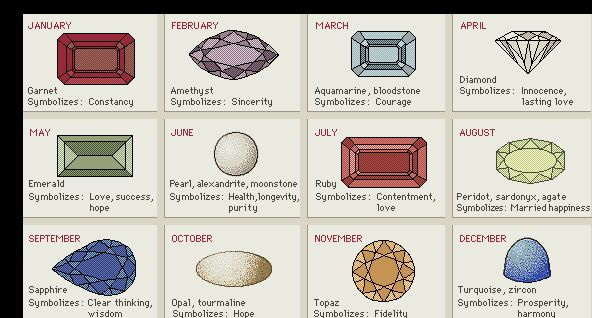 JANUARY
Garnet
Symbolizes: Constancy
FEBRUARY
Amethyst
Symbolizes: Sincerity
MARCH
Aquamarine, bloodstone
Symbolizes: Courage
APRIL
Diamond
Symbolizes: Innocence,
lasting love
MAY
Emerald
Symbolizes: Love, success,
hope
JUNE
Pearl, alexandrite, moonstone
Symbolizes: Health,longevity,
purity
JULY
Ruby
Symbolizes: Contentment,
love
AUGUST
Peridot, sardonyx, agate
Symbolizes: Married happiness
SEPTEMBER
Sapphire
Symbolizes: Clear thinking,
wisdom
OCTOBER
Opal, tourmaline
Symbolizes: Hope
NOVEMBER
Topaz
Symbolizes: Fidelity
DECEMBER
Turquoise, zircon
Symbolizes: Prosperity,
harmony